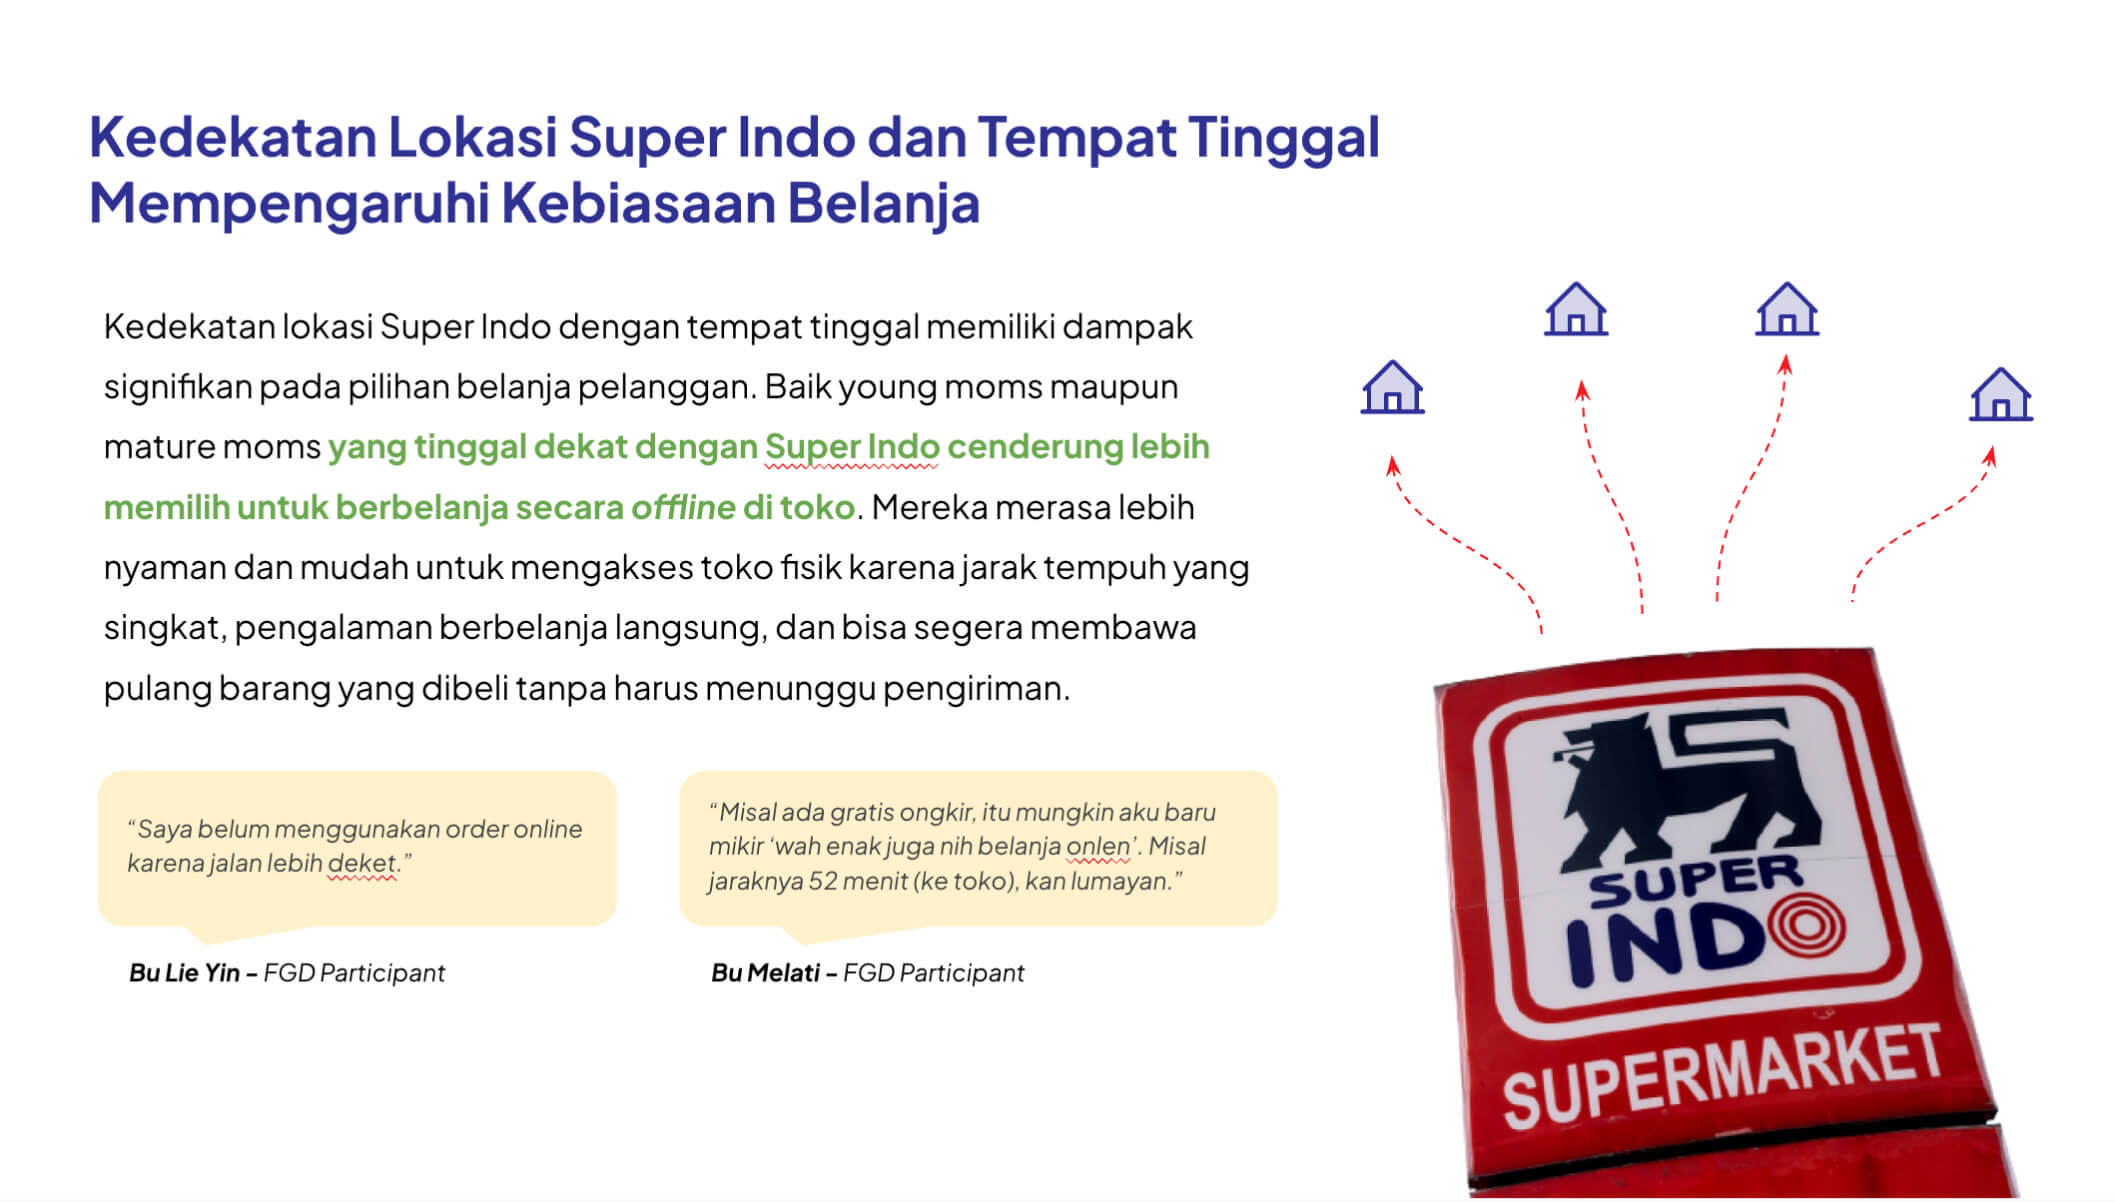 Kedekatan Lokasi Super Indo dan Tempat Tinggal
Mempengaruhi Kebiasaan Belanja
Kedekatan lokasi Super Indo dengan tempat tinggal memiliki dampak
signifikan pada pilihan belanja pelanggan. Baik young moms maupun
mature moms yang tinggal dekat dengan Super Indo cenderung lebih
memilih untuk berbelanja secara offline di toko. Mereka merasa lebih
nyaman dan mudah untuk mengakses toko fisik karena jarak tempuh yang
singkat, pengalaman berbelanja langsung, dan bisa segera membawa
pulang barang yang dibeli tanpa harus menunggu pengiriman.
“Saya belum menggunakan order online
karena jalan lebih deket.”
Bu Lie Yin – FGD Participant
“Misal ada gratis ongkir, itu mungkin aku baru
mikir ‘wah enak juga nih belanja onlen’. Misal
jaraknya 52 menit (ke toko), kan lumayan.”
Bu Melati – FGD Participant
SUPER
INDO
SUPERMARKET